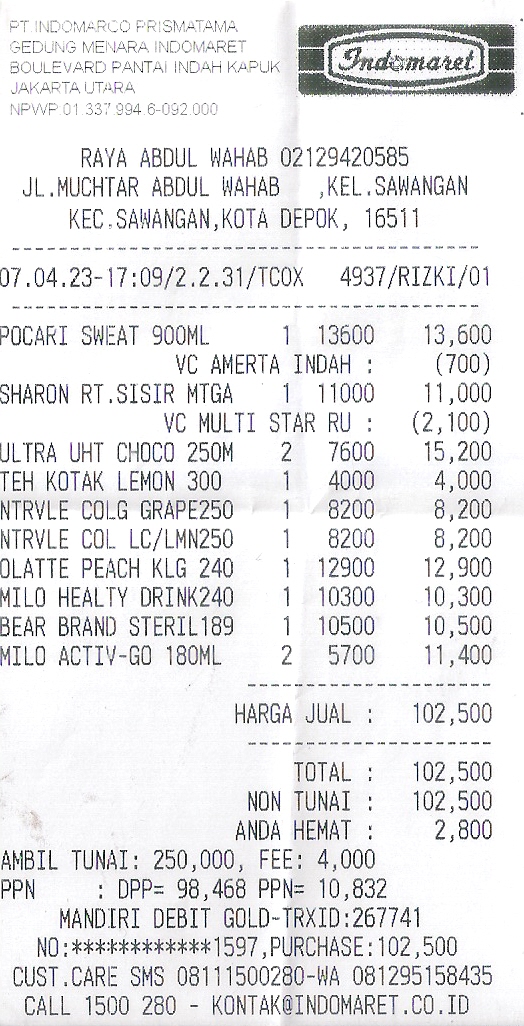 PT.INDOMARCO PRISMATAMA
GEDUNG MENARA INDOMARET
BOULEVARD PANTAI INDAH KAPUK
JAKARTA UTARA
NPWP:01.337.994.6-092.000
Indomaret
RAYA ABDUL WAHAB 02129420585
JL.MUCHTAR ABDUL WAHAB ,KEL.SAWANGAN
KEC.SAWANGAN,KOTA DEPOK, 16511
07.04.23-17:09/2.2.31/TCOX 4937/RIZKI/01
POCARI SWEAT 900ML 1 13600 13,600
VC AMERTA INDAH : (700)
SHARON RT.SISIR MTGA 1 11000 11,000
VC MULTI STAR RU : (2,100)
ULTRA UHT CHOCO 250M 2 7600 15,200
TEH KOTAK LEMON 300 1 4000 4,000
NTRVLE COLG GRAPE250 1 8200 8,200
NTRVLE COL LC/LMN250 1 8200 8,200
OLATTE PEACH KLG 240 1 12900 12,900
MILO HEALTY DRINK240 1 10300 10,300
BEAR BRAND STERIL189 1 10500 10,500
MILO ACTIV-GO 180ML 2 5700 11,400
HARGA JUAL : 102,500
TOTAL : 102,500
NON TUNAI : 102,500
ANDA HEMAT : 2,800
AMBIL TUNAI: 250,000, FEE: 4,000
PPN : DPP= 98,468 PPN= 10,832
MANDIRI DEBIT GOLD-TRXID:267741
NO:************1597,PURCHASE:102,500
CUST.CARE SMS 08111500280-WA 081295158435
CALL 1500 280 - KONTAK@INDOMARET.CO.ID